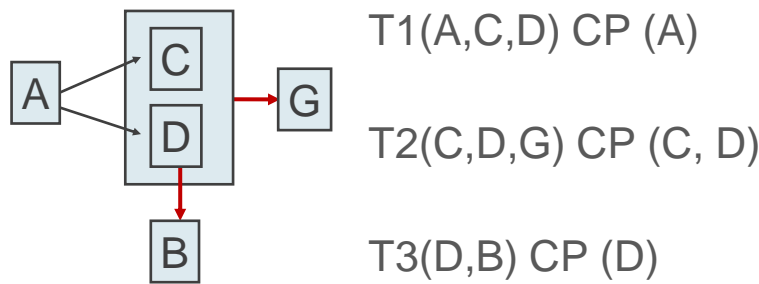 A
C
D
G
B
T1(A,C,D) CP (A)
T2(C,D,G) CP (C, D)
T3(D,B) CP (D)